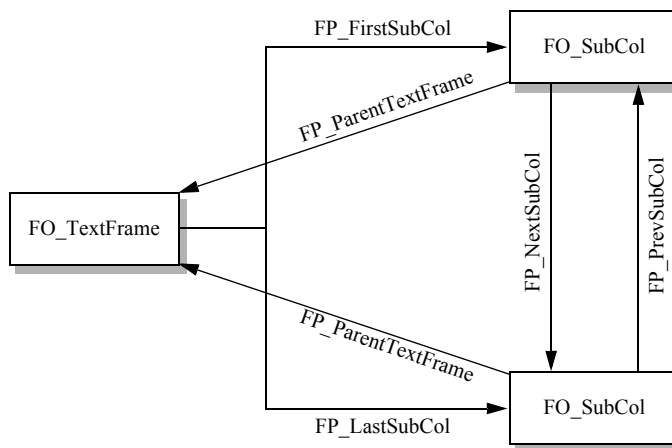 FP_FirstSubCol
FO_SubCol
FP_ParentTextFrame
FO_TextFrame
FP_NextSubCol
FP_PrevSubCol
FP_ParentTextFrame
FO_SubCol
FP_LastSubCol